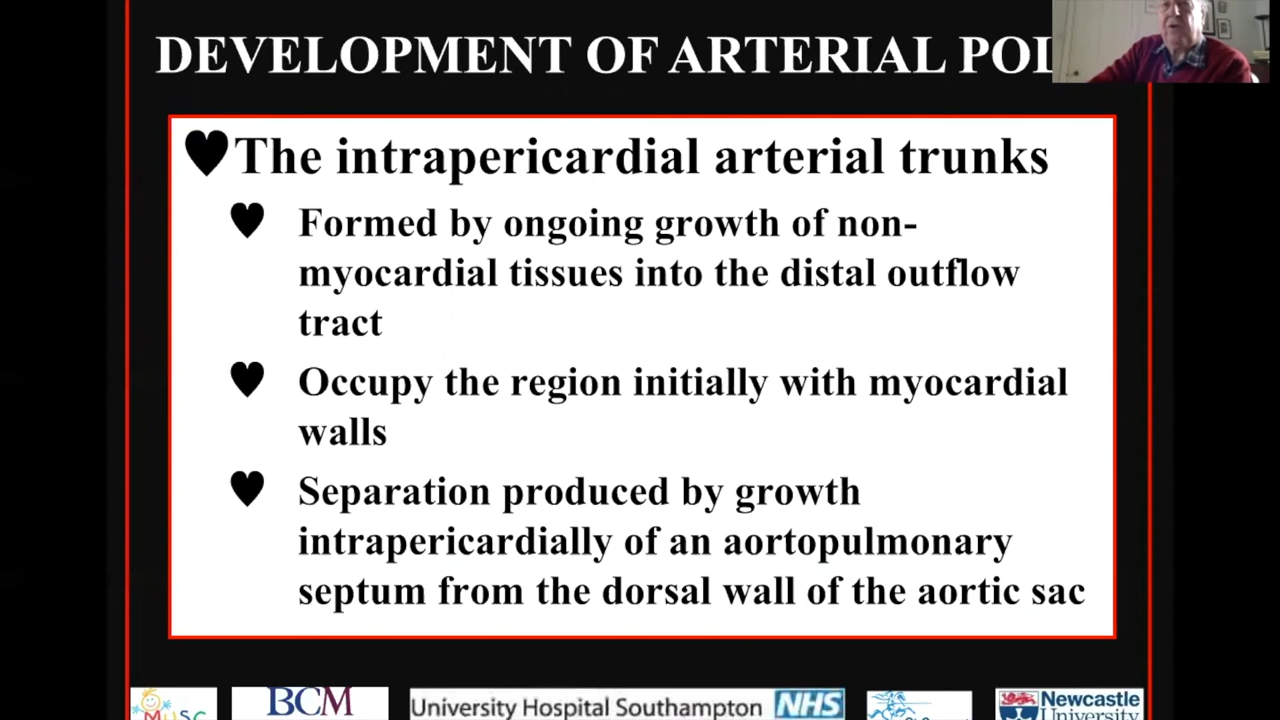 DEVELOPMENT OF ARTERIAL
The intrapericardial arterial trunks
Formed by ongoing growth of non-
myocardial tissues into the distal outflow
tract
Occupy the region initially with myocardial
walls
Separation produced by growth
intrapericardially of an aortopulmonary
septum from the dorsal wall of the aortic sac
MUSC
BCM
University Hospital Southampton NHS
Newcastle
University